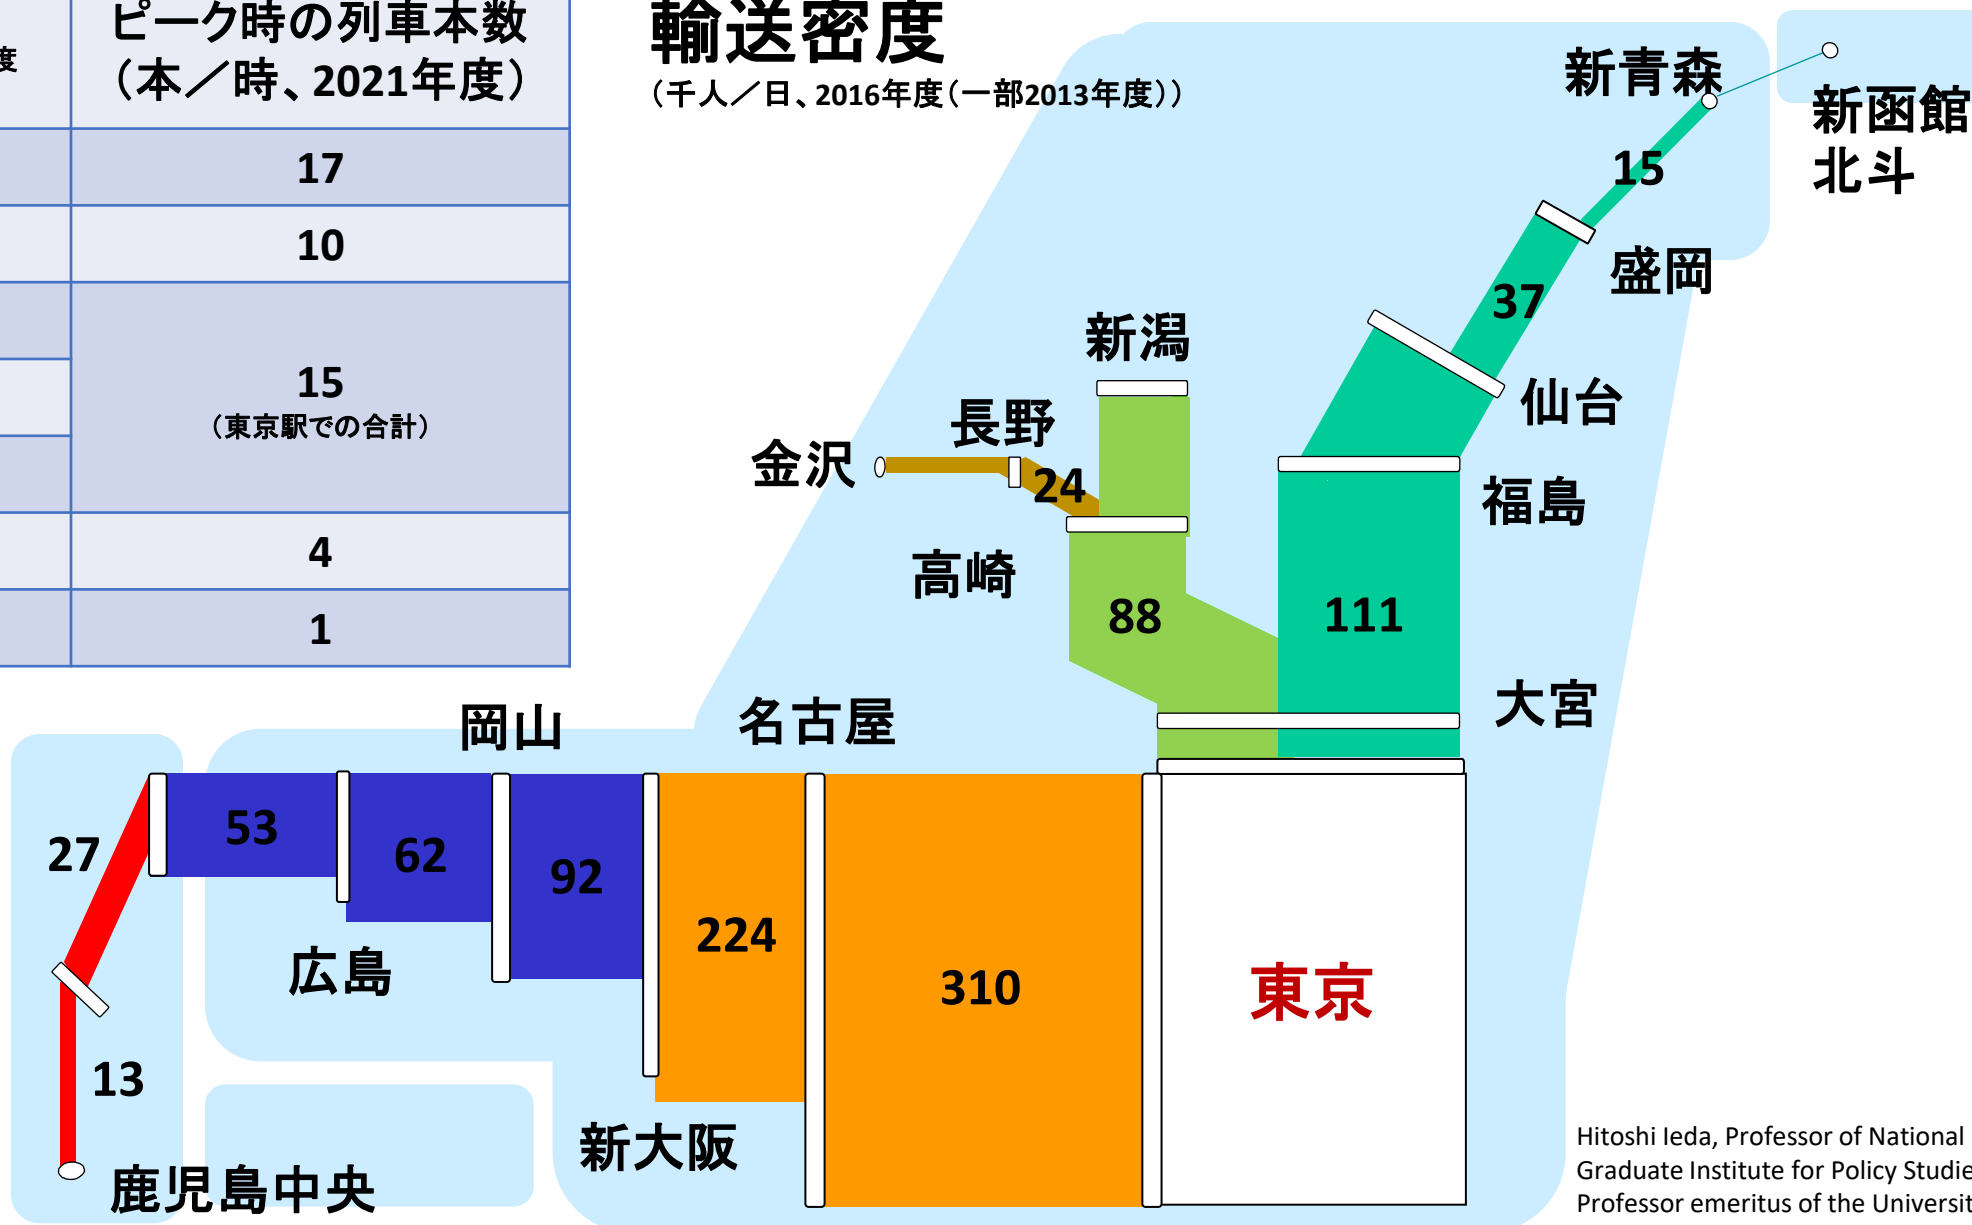 度
ピーク時の列車本数
（本／時、2021年度）
17
10
15
（東京駅での合計）
4
1
輸送密度
（千人／日、2016年度（一部2013年度））
新青森
新函館
北斗
15
盛岡
37
仙台
新潟
長野
金沢
24
福島
高崎
88
111
大宮
岡山
名古屋
53
62
92
27
224
310
東京
広島
13
新大阪
鹿児島中央
Hitoshi Ieda, Professor of National
Graduate Institute for Policy Studie
Professor emeritus of the Universit